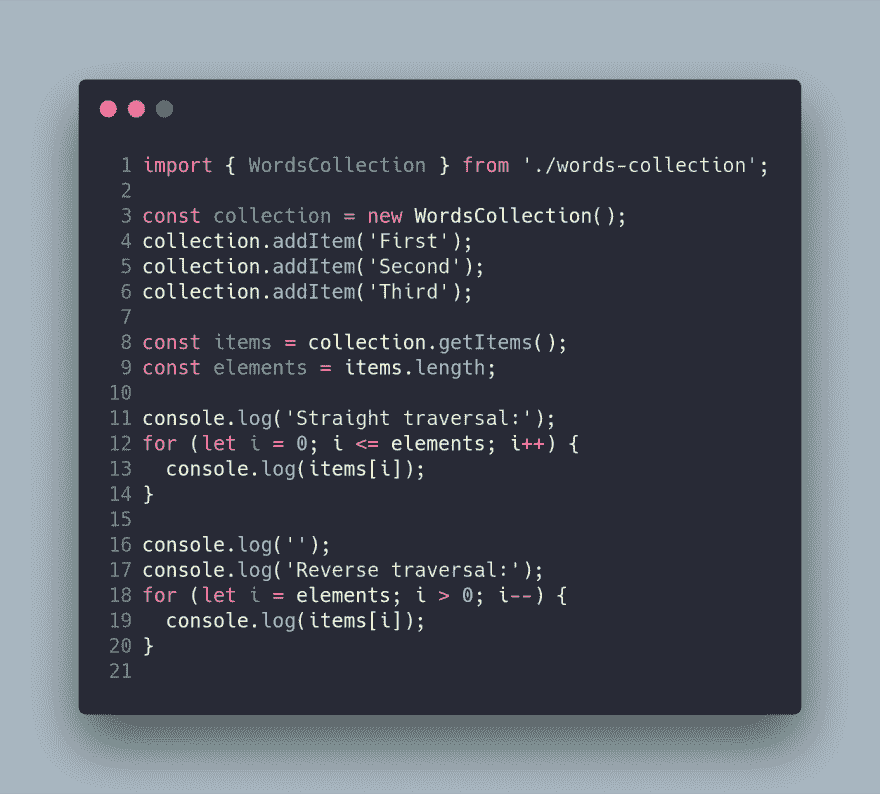 1 import { WordsCollection } from './words-collection';
2
3 const collection = new WordsCollection();
4 collection.addItem('First');
5 collection.addItem('Second');
6 collection.addItem('Third');
7
8 const items = collection.getItems();
9 const elements = items.length;
10
11 console.log('Straight traversal:');
12 for (let i = 0; i <= elements; i++) {
13   console.log(items[i]);
14 }
15
16 console.log('');
17 console.log('Reverse traversal:');
18 for (let i = elements; i > 0; i--) {
19   console.log(items[i]);
20 }
21